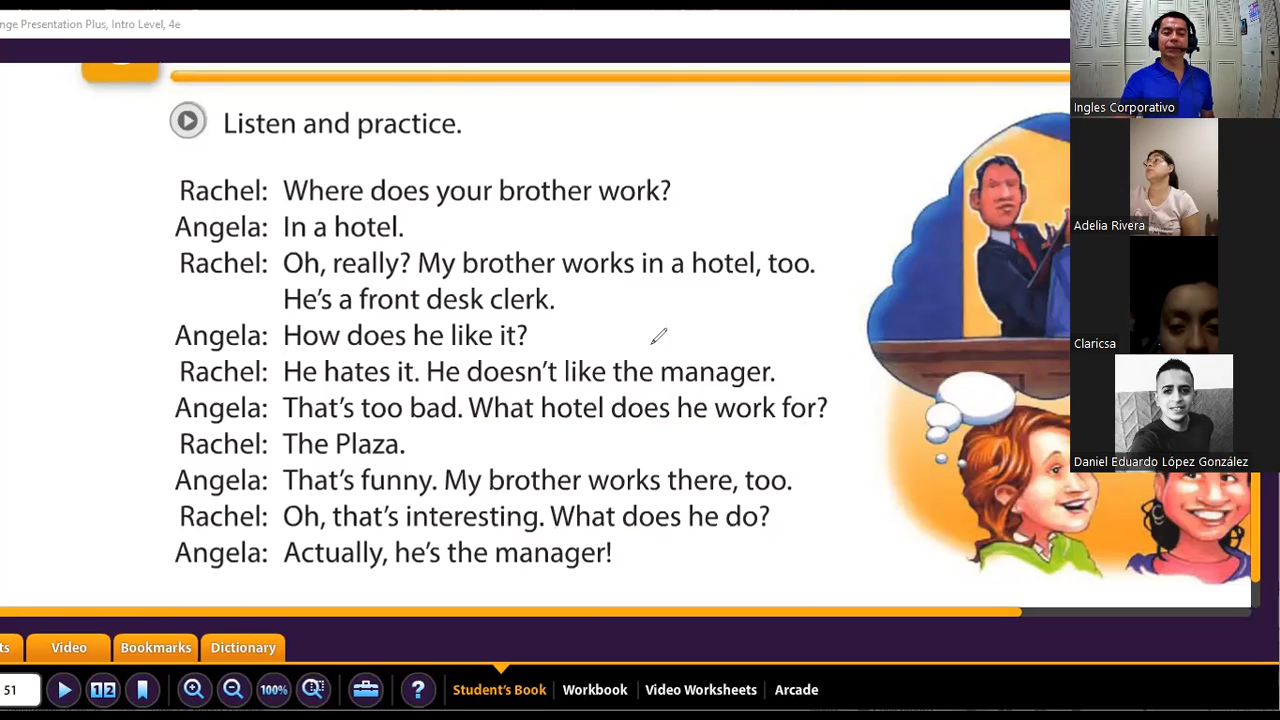 nge Presentation Plus, Intro Level, 4e
Listen and practice.
Rachel: Where does your brother work?
Angela: In a hotel.
Rachel: Oh, really? My brother works in a hotel, too.
He's a front desk clerk.
Angela: How does he like it?
Rachel: He hates it. He doesn't like the manager.
Angela: That's too bad. What hotel does he work for?
Rachel: The Plaza.
Angela: That's funny. My brother works there, too.
Rachel: Oh, that's interesting. What does he do?
Angela: Actually, he's the manager!
Ingles Corporativo
Adelia Rivera
Claricsa
Daniel Eduardo López González
ts Video Bookmarks Dictionary
51 12 100% ? Student's Book Workbook Video Worksheets Arcade